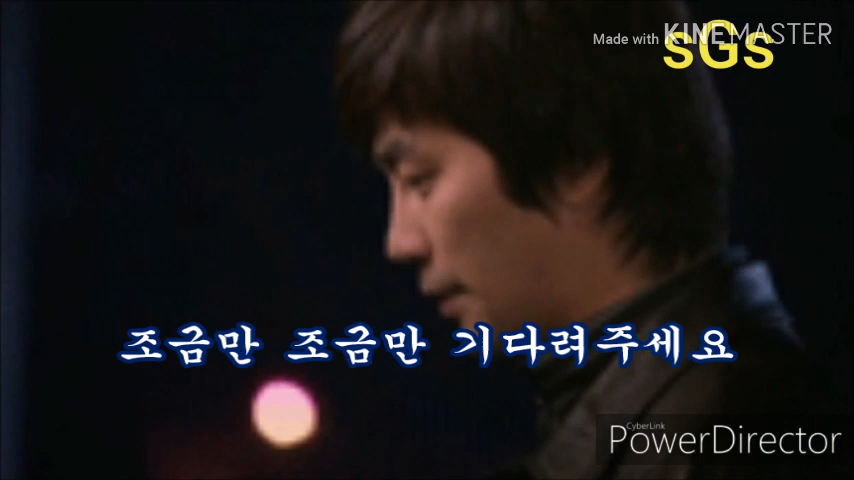 Made with KINEMASTER
sGs
조금만 조금만 기다려주세요
CyberLink
PowerDirector